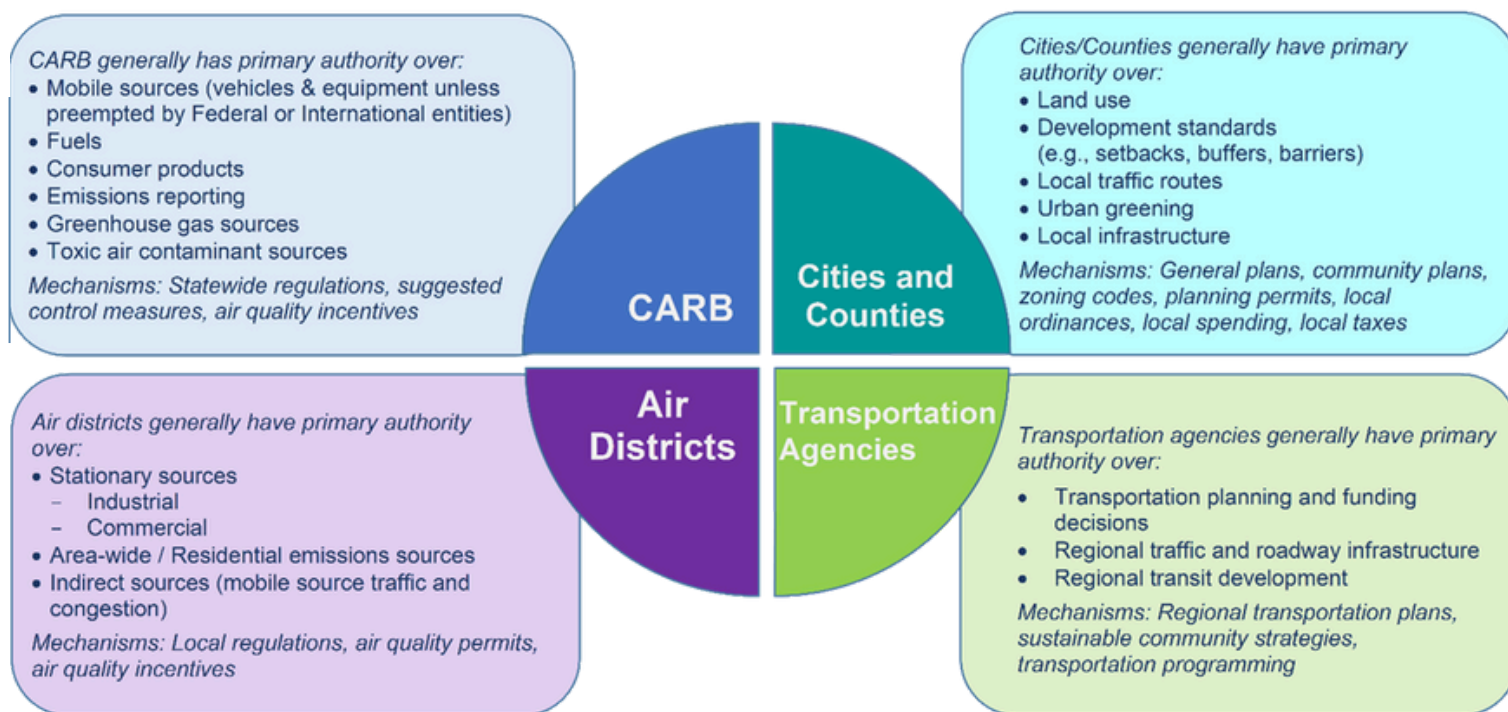 CARB generally has primary authority over:
• Mobile sources (vehicles & equipment unless
preempted by Federal or International entities)
• Fuels
• Consumer products
• Emissions reporting
• Greenhouse gas sources
• Toxic air contaminant sources
Mechanisms: Statewide regulations, suggested
control measures, air quality incentives
CARB
Cities/Counties generally have primary
authority over:
• Land use
• Development standards
(e.g., setbacks, buffers, barriers)
• Local traffic routes
• Urban greening
• Local infrastructure
Mechanisms: General plans, community plans,
zoning codes, planning permits, local
ordinances, local spending, local taxes
Cities and
Counties
Air districts generally have primary authority
over:
• Stationary sources
– Industrial
– Commercial
• Area-wide / Residential emissions sources
• Indirect sources (mobile source traffic and
congestion)
Mechanisms: Local regulations, air quality permits,
air quality incentives
Air
Districts
Transportation
Agencies
Transportation agencies generally have primary
authority over:
• Transportation planning and funding
decisions
• Regional traffic and roadway infrastructure
• Regional transit development
Mechanisms: Regional transportation plans,
sustainable community strategies,
transportation programming